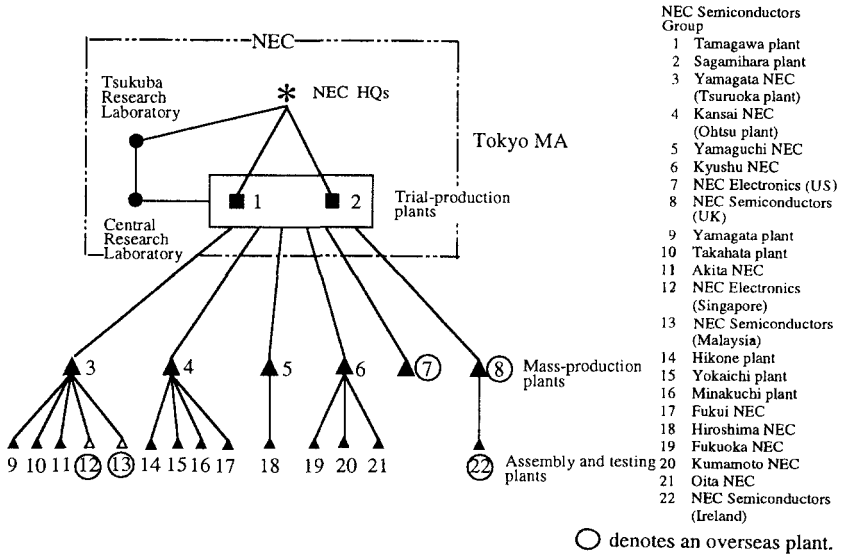 NEC
Tsukuba
Research
Laboratory
NEC HQs
Tokyo MA
1
2
Trial-production
plants
Central
Research
Laboratory
3
4
5
6
7
8
Mass-production
plants
9 10 11 12 13 14 15 16 17 18 19 20 21 22
Assembly and testing
plants
NEC Semiconductors
Group
1 Tamagawa plant
2 Sagamihara plant
3 Yamagata NEC
(Tsuruoka plant)
4 Kansai NEC
(Ohtsu plant)
5 Yamaguchi NEC
6 Kyushu NEC
7 NEC Electronics (US)
8 NEC Semiconductors
(UK)
9 Yamagata plant
10 Takahata plant
11 Akita NEC
12 NEC Electronics
(Singapore)
13 NEC Semiconductors
(Malaysia)
14 Hikone plant
15 Yokaichi plant
16 Minakuchi plant
17 Fukui NEC
18 Hiroshima NEC
19 Fukuoka NEC
20 Kumamoto NEC
21 Oita NEC
22 NEC Semiconductors
(Ireland)
denotes an overseas plant.